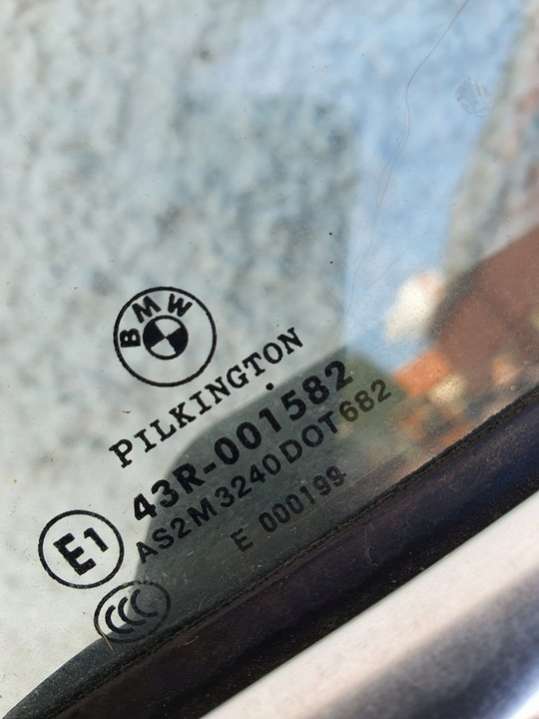 BMW
PILKINGTON
43R-001582
E1
AS2M3240DOT682
E 000199
CCC